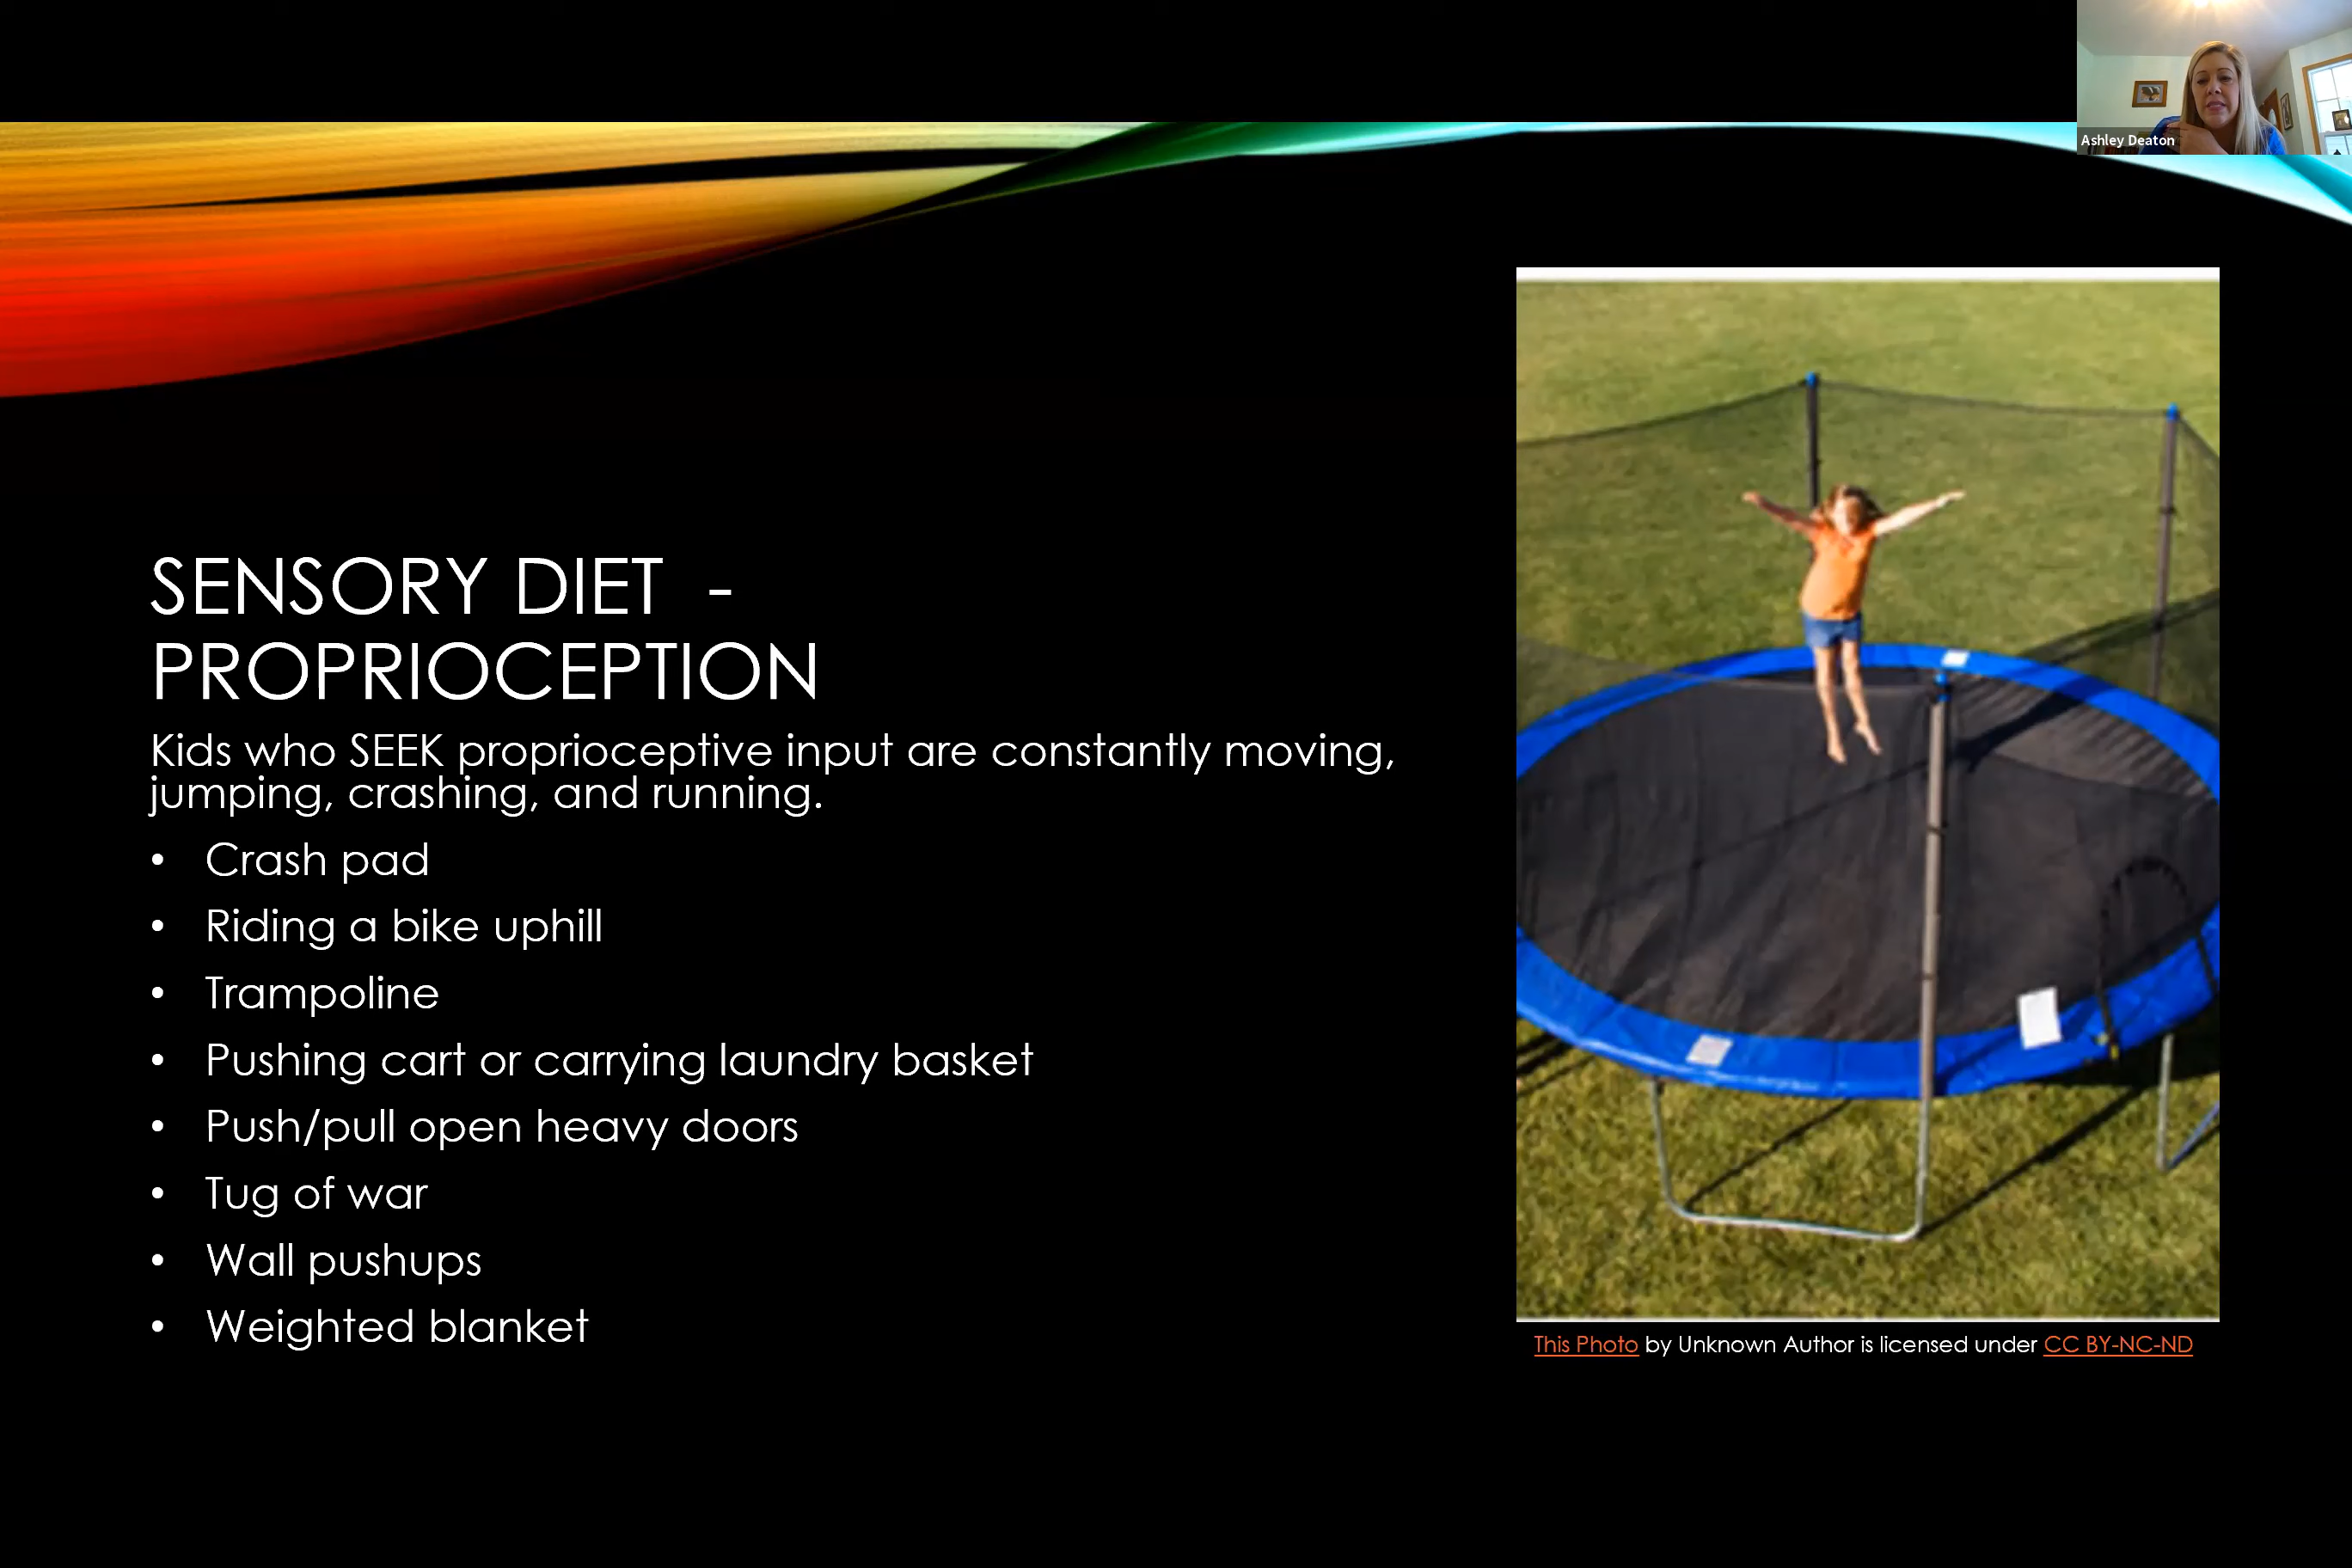 Ashley Deaton
SENSORY DIET  -
PROPRIOCEPTION
Kids who SEEK proprioceptive input are constantly moving,
jumping, crashing, and running.
• Crash pad
• Riding a bike uphill
• Trampoline
• Pushing cart or carrying laundry basket
• Push/pull open heavy doors
• Tug of war
• Wall pushups
• Weighted blanket
This Photo by Unknown Author is licensed under CC BY-NC-ND